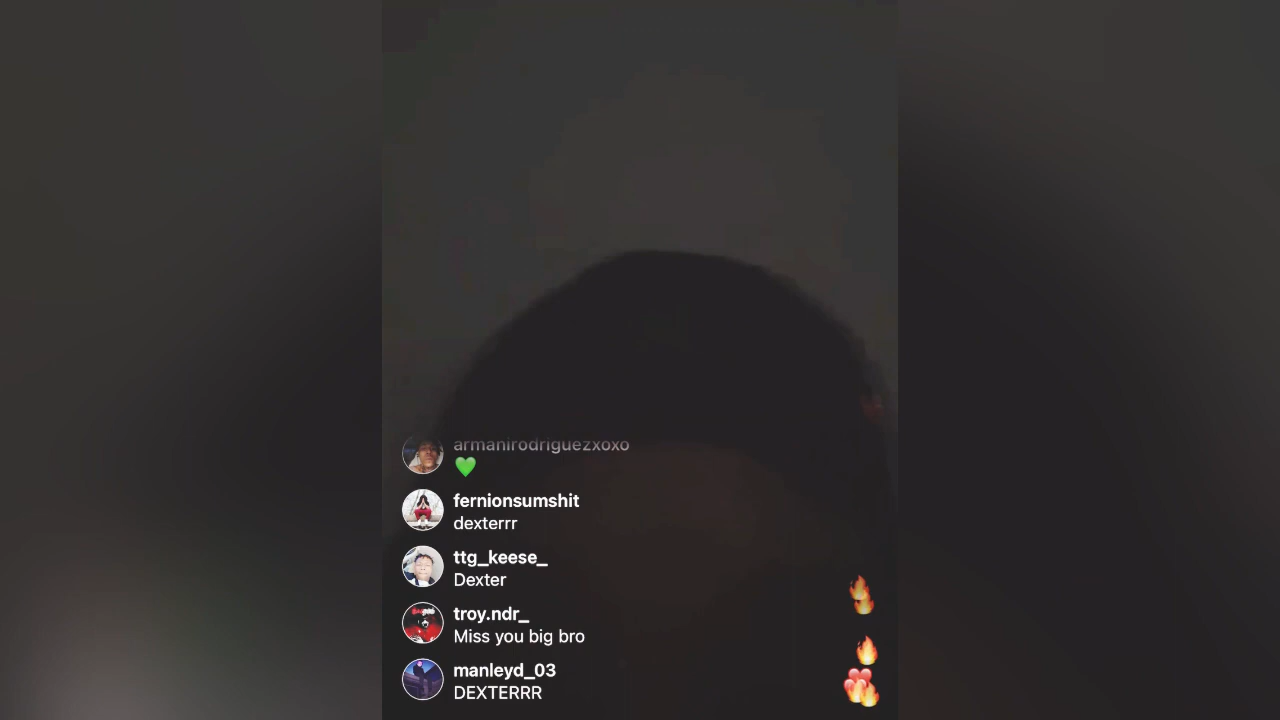 armanirodriguezxoxo
💚
fernionsumshit
dexterrr
ttg_keese_
Dexter
troy.ndr_
Miss you big bro
manleyd_03
DEXTERRR